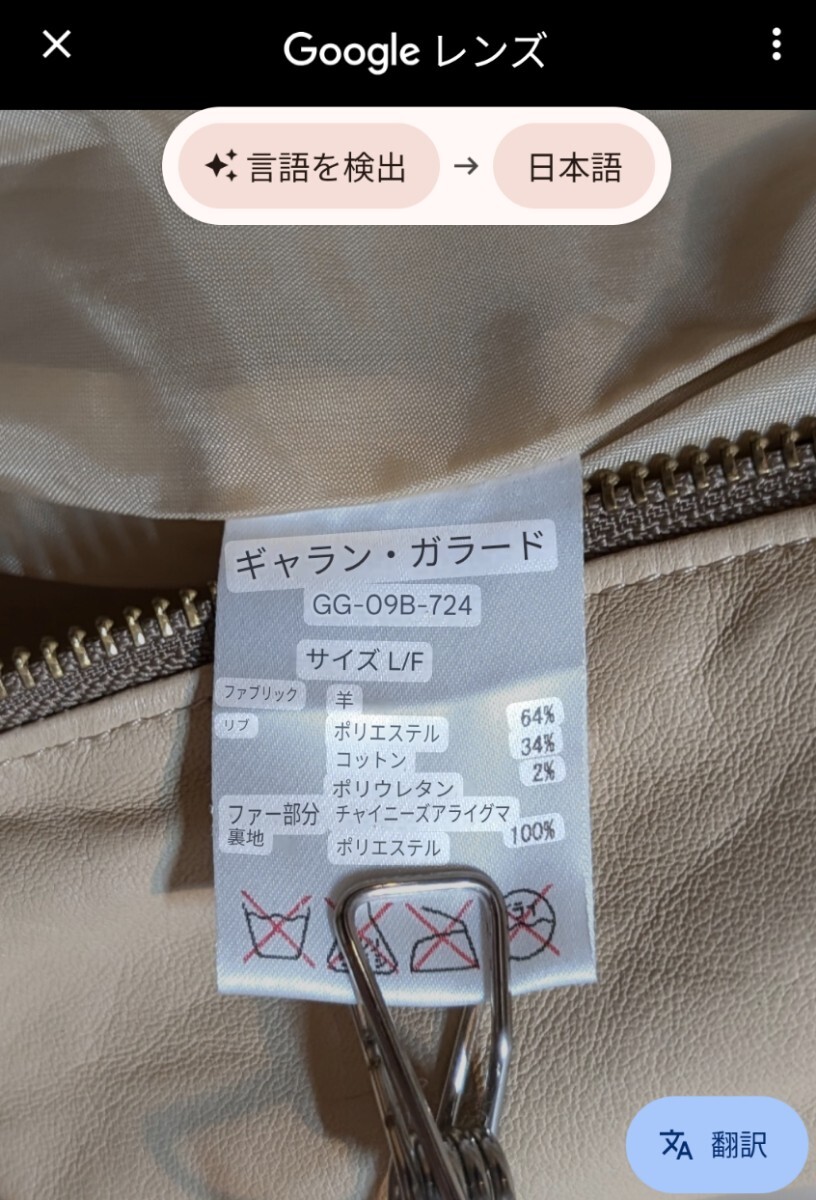 Google レンズ
言語を検出 → 日本語
ギャラン・ガラード
GG-09B-724
サイズ L/F
ファブリック 羊
リブ ポリエステル 64%
コットン 34%
ポリウレタン 2%
ファー部分 チャイニーズアライグマ
裏地 ポリエステル 100%
翻訳